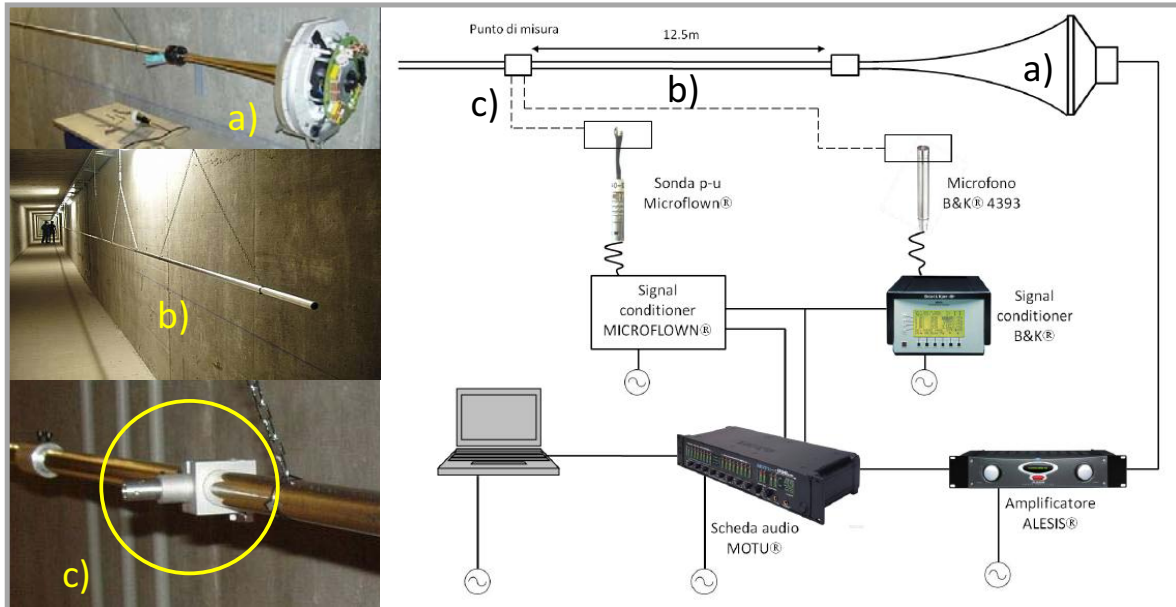 a)
b)
c)
Punto di misura
12.5m
a)
b)
c)
Sonda p-u
Microflown®
Microfono
B&K® 4393
Signal
conditioner
MICROFLOWN®
Signal
conditioner
B&K®
Scheda audio
MOTU®
Amplificatore
ALESIS®